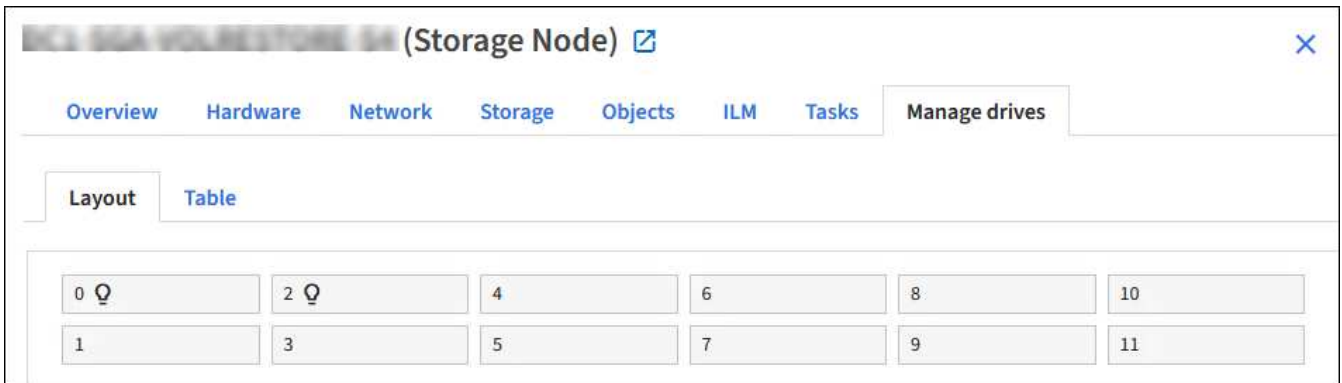 (Storage Node)
Overview Hardware Network Storage Objects ILM Tasks Manage drives
Layout Table
0 2 4 6 8 10
1 3 5 7 9 11